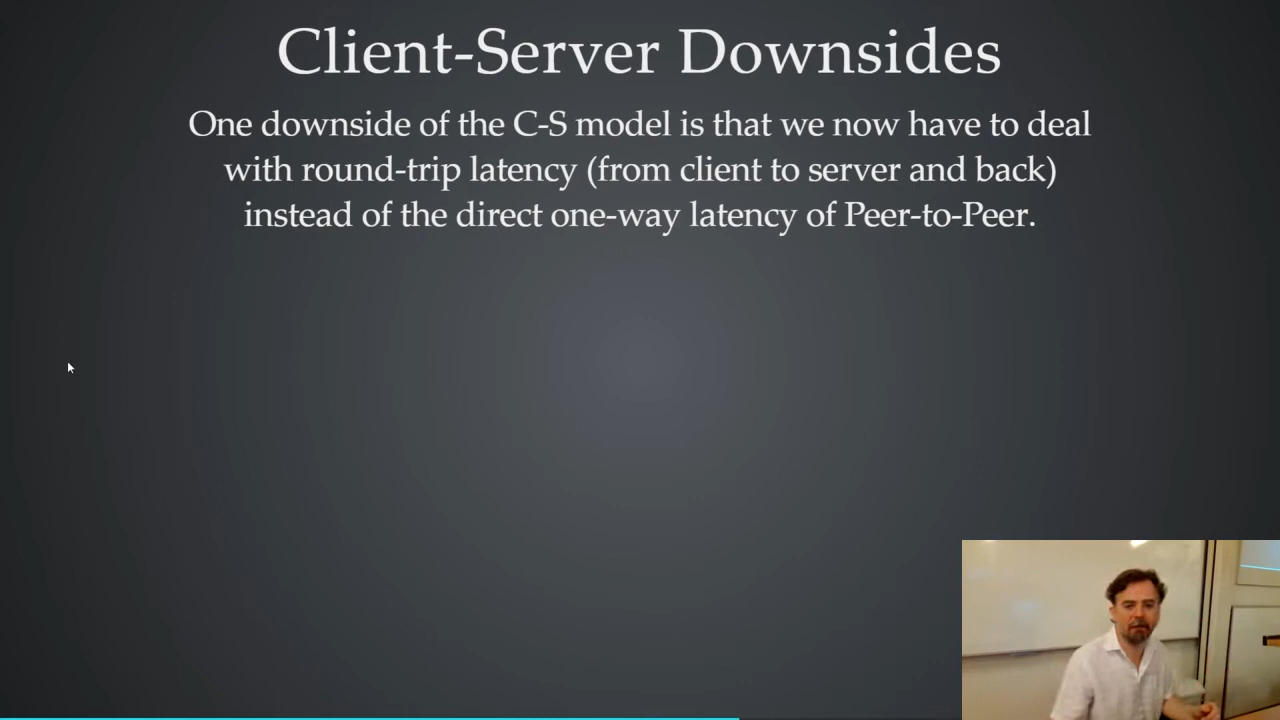 Client-Server Downsides
One downside of the C-S model is that we now have to deal
with round-trip latency (from client to server and back)
instead of the direct one-way latency of Peer-to-Peer.